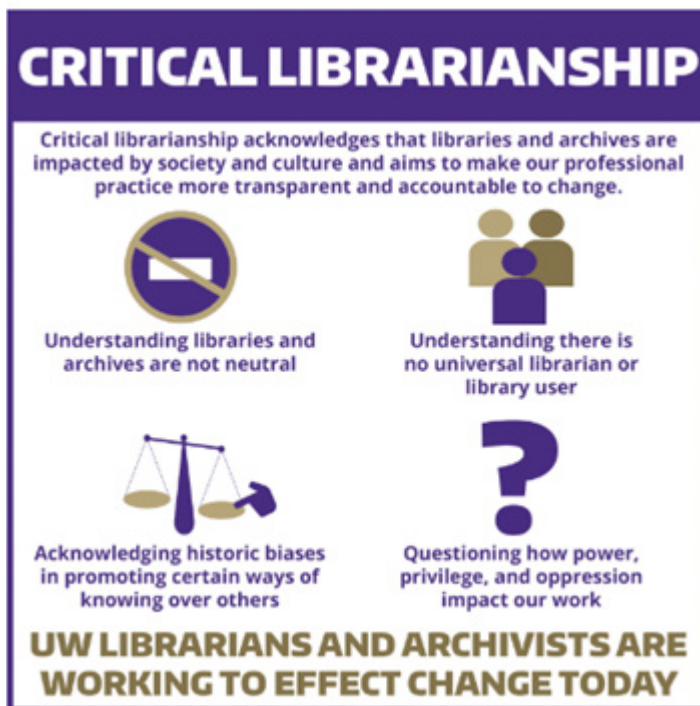 CRITICAL LIBRARIANSHIP
Critical librarianship acknowledges that libraries and archives are
impacted by society and culture and aims to make our professional
practice more transparent and accountable to change.
Understanding libraries and
archives are not neutral
Understanding there is
no universal librarian or
library user
Acknowledging historic biases
in promoting certain ways of
knowing over others
Questioning how power,
privilege, and oppression
impact our work
?
UW LIBRARIANS AND ARCHIVISTS ARE
WORKING TO EFFECT CHANGE TODAY